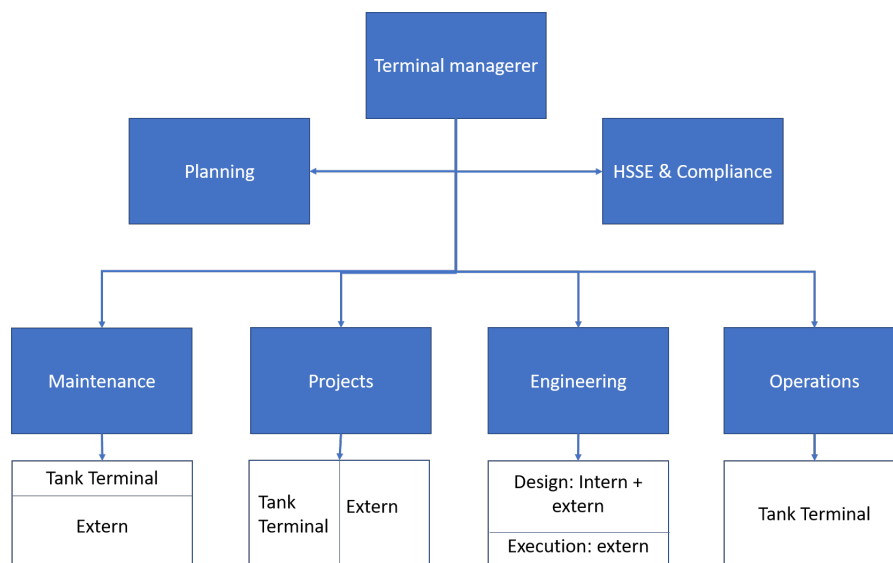 Terminal managerer
Planning
HSSE & Compliance
Maintenance
Projects
Engineering
Operations
Tank Terminal
Extern
Tank
Terminal
Extern
Design: Intern +
extern
Execution: extern
Tank Terminal